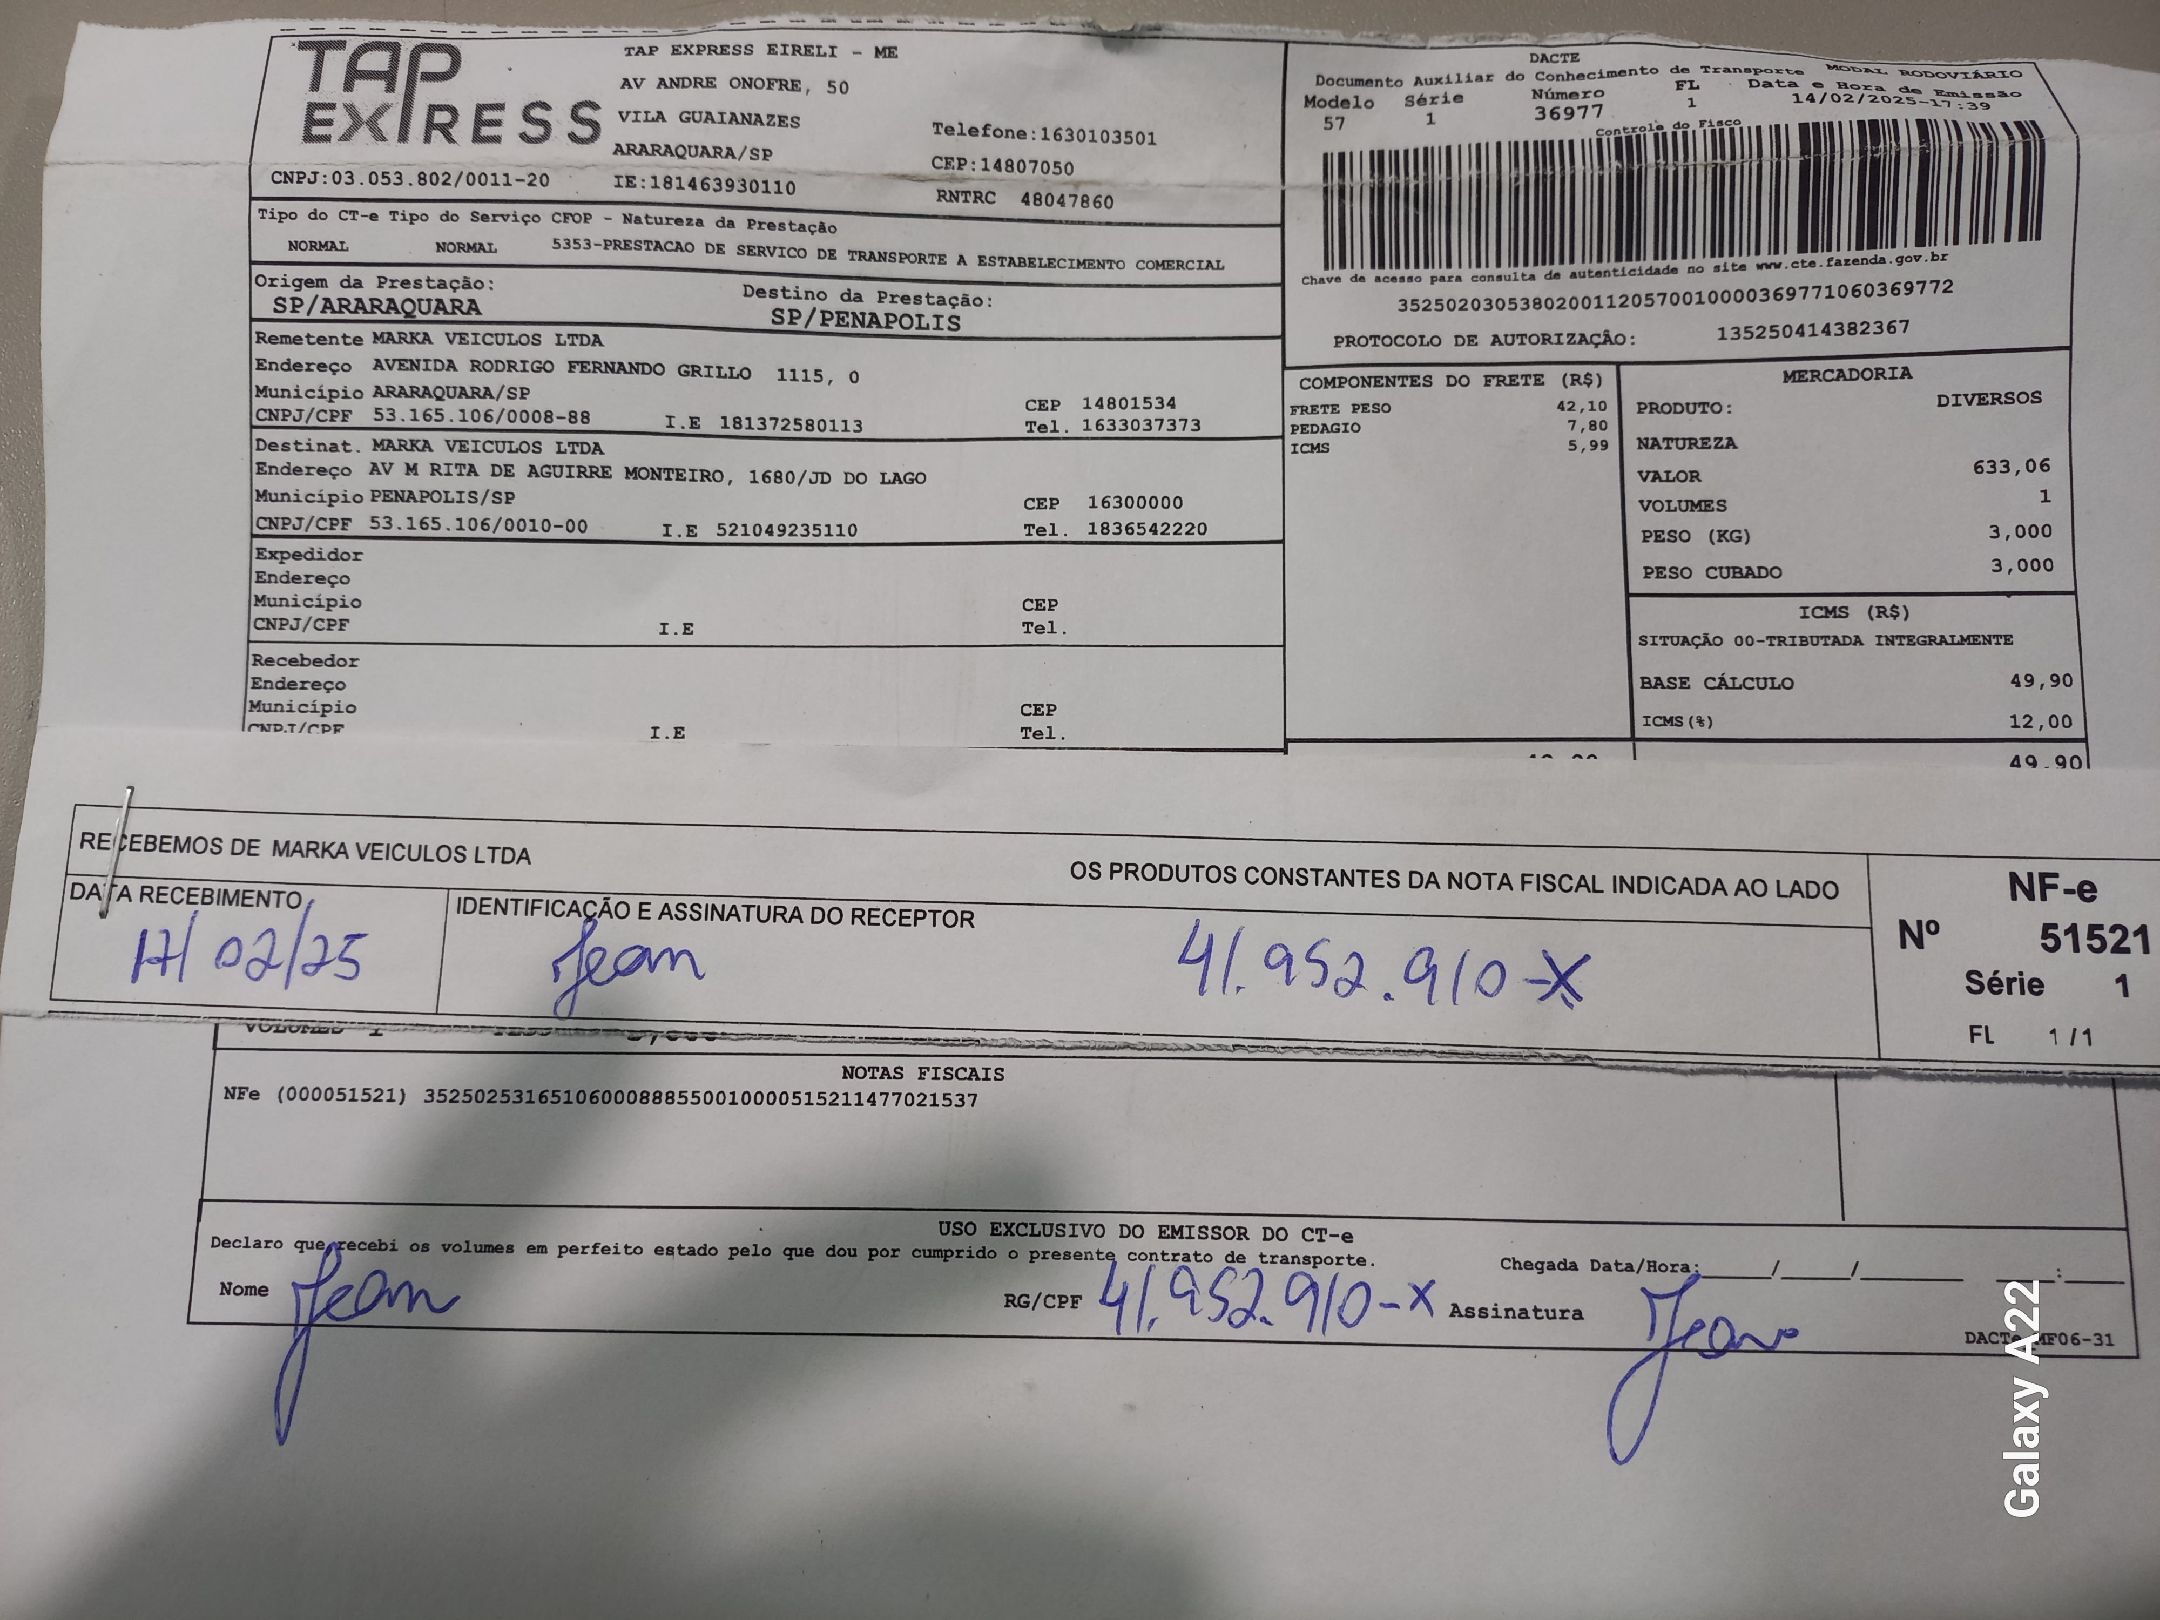 TAP EXPRESS
TAP EXPRESS EIRELI - ME
AV ANDRE ONOFRE, 50
VILA GUAIANAZES Telefone:1630103501
ARARAQUARA/SP CEP:14807050
CNPJ:03.053.802/0011-20 IE:181463930110 RNTRC 48047860
DACTE
Documento Auxiliar do Conhecimento de Transporte MODAL RODOVIÁRIO
Modelo Série Número FL Data e Hora de Emissão
57 1 36977 1 14/02/2025-17:39
Controle do Fisco
Chave de acesso para consulta de autenticidade no site www.cte.fazenda.gov.br
35250203053802001120570010000369771060369772
PROTOCOLO DE AUTORIZAÇÃO: 135250414382367
Tipo do CT-e Tipo do Serviço CFOP - Natureza da Prestação
NORMAL NORMAL 5353-PRESTACAO DE SERVICO DE TRANSPORTE A ESTABELECIMENTO COMERCIAL
Origem da Prestação: Destino da Prestação:
SP/ARARAQUARA SP/PENAPOLIS
Remetente MARKA VEICULOS LTDA
Endereço AVENIDA RODRIGO FERNANDO GRILLO 1115, 0
Município ARARAQUARA/SP CEP 14801534
CNPJ/CPF 53.165.106/0008-88 I.E 181372580113 Tel. 1633037373
Destinat. MARKA VEICULOS LTDA
Endereço AV M RITA DE AGUIRRE MONTEIRO, 1680/JD DO LAGO
Município PENAPOLIS/SP CEP 16300000
CNPJ/CPF 53.165.106/0010-00 I.E 521049235110 Tel. 1836542220
Expedidor
Endereço
Município CEP
CNPJ/CPF I.E Tel.
Recebedor
Endereço
Município CEP
CNPJ/CPF I.E Tel.
COMPONENTES DO FRETE (R$)
FRETE PESO 42,10
PEDAGIO 7,80
ICMS 5,99
MERCADORIA
PRODUTO: DIVERSOS
NATUREZA
VALOR 633,06
VOLUMES 1
PESO (KG) 3,000
PESO CUBADO 3,000
ICMS (R$)
SITUAÇÃO 00-TRIBUTADA INTEGRALMENTE
BASE CÁLCULO 49,90
ICMS(%) 12,00
49,90
RECEBEMOS DE MARKA VEICULOS LTDA OS PRODUTOS CONSTANTES DA NOTA FISCAL INDICADA AO LADO
DATA RECEBIMENTO IDENTIFICAÇÃO E ASSINATURA DO RECEPTOR
17/02/25 Jean 41.952.910-X
NF-e
Nº 51521
Série 1
FL 1/1
VOLUMES 1
NOTAS FISCAIS
NFe (000051521) 35250253165106000888550010000515211477021537
USO EXCLUSIVO DO EMISSOR DO CT-e
Declaro que recebi os volumes em perfeito estado pelo que dou por cumprido o presente contrato de transporte.
Chegada Data/Hora:____/____/______ ___:____
Nome Jean RG/CPF 41.952.910-X Assinatura Jean
DACTe MF06-31
Galaxy A22